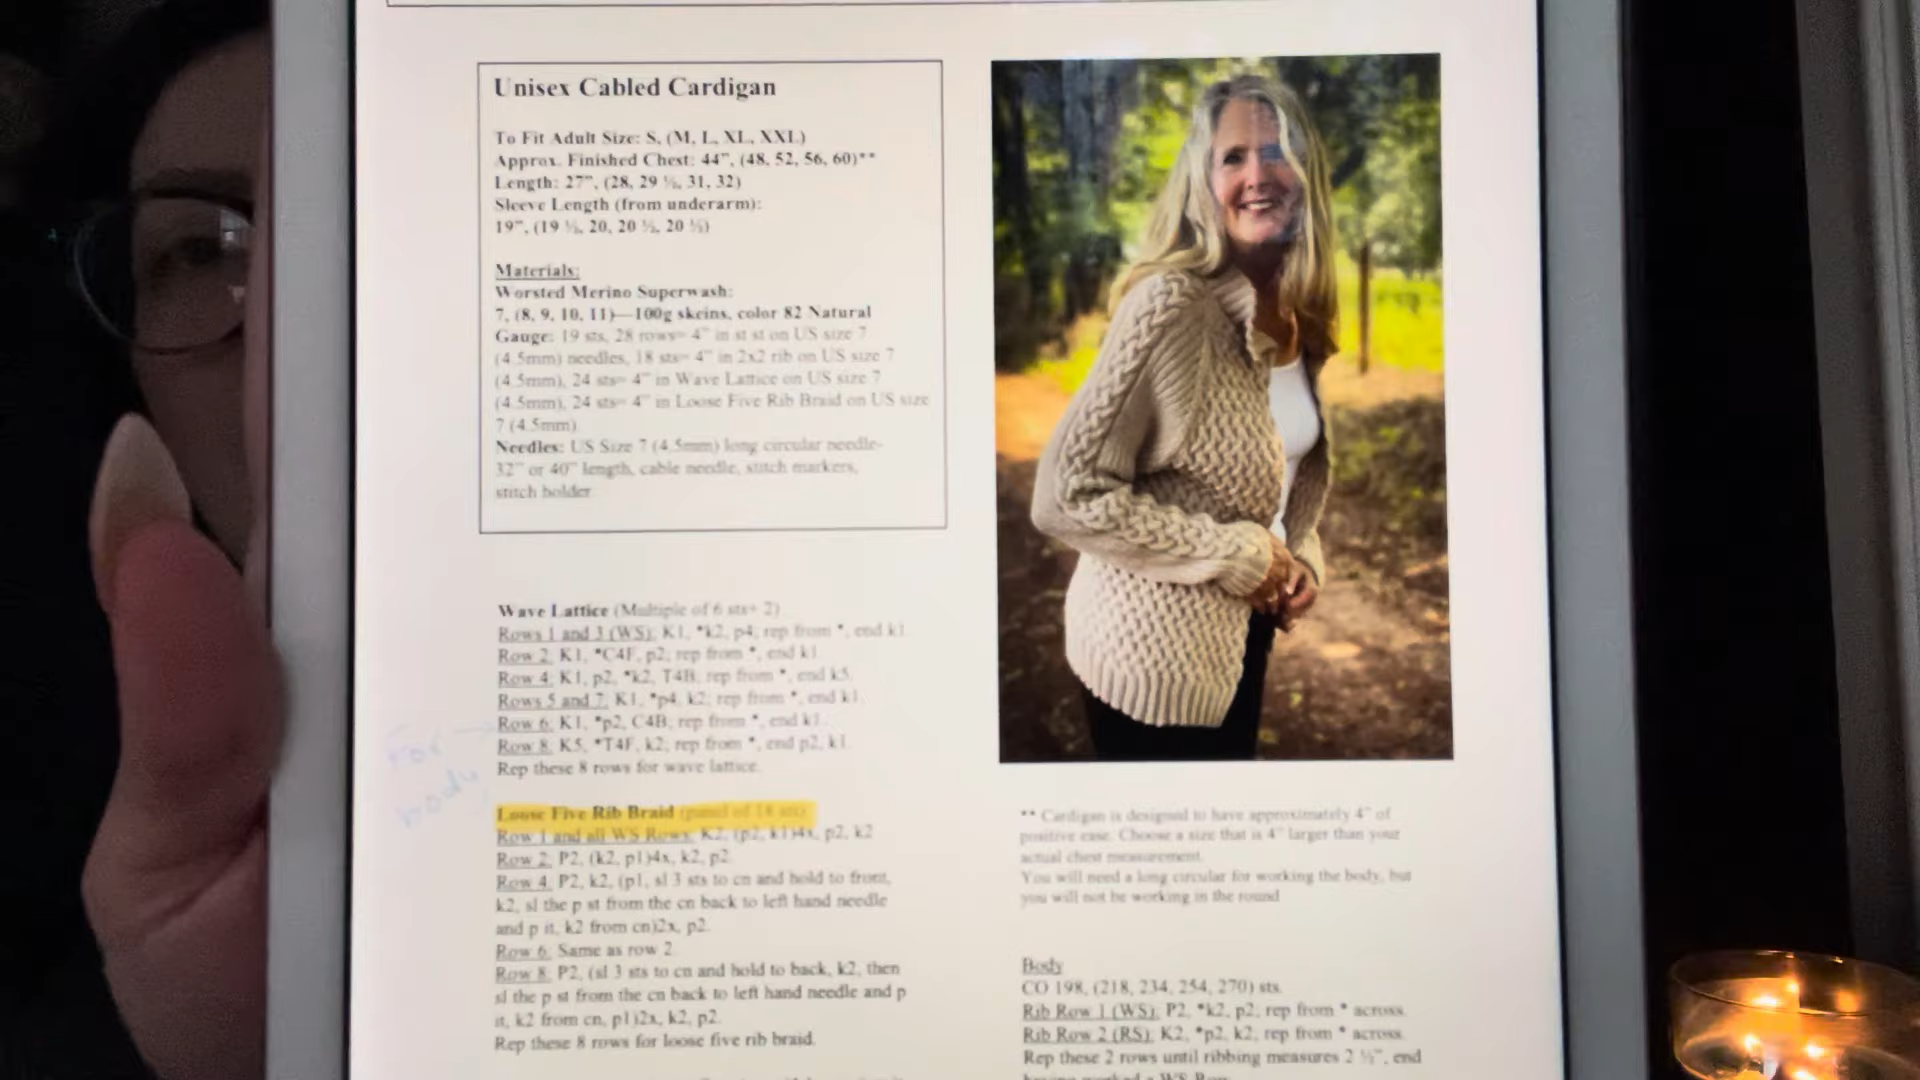 Unisex Cabled Cardigan
To Fit Adult Size: S, (M, L, XL, XXL)
Approx. Finished Chest: 44", (48, 52, 56, 60)**
Length: 27", (28, 29 ½, 31, 32)
Sleeve Length (from underarm):
19", (19 ½, 20, 20 ½, 20 ½)
Materials:
Worsted Merino Superwash:
7, (8, 9, 10, 11)—100g skeins, color 82 Natural
Gauge: 19 sts, 28 rows= 4" in st st on US size 7
(4.5mm) needles, 18 sts= 4" in 2x2 rib on US size 7
(4.5mm), 24 sts= 4" in Wave Lattice on US size 7
(4.5mm), 24 sts= 4" in Loose Five Rib Braid on US size
7 (4.5mm)
Needles: US Size 7 (4.5mm) long circular needle-
32" or 40" length, cable needle, stitch markers,
stitch holder
Wave Lattice (Multiple of 6 sts+ 2)
Rows 1 and 3 (WS): K1, *k2, p4, rep from *, end k1.
Row 2: K1, *C4F, p2; rep from *, end k1.
Row 4: K1, p2, *k2, T4B, rep from *, end k5.
Rows 5 and 7: K1, *p4, k2; rep from *, end k1.
Row 6: K1, *p2, C4B; rep from *, end k1.
Row 8: K5, *T4F, k2; rep from *, end p2, k1.
Rep these 8 rows for wave lattice.
For
body
Loose Five Rib Braid (panel of sts)
Row 1 and all WS Rows: K2, (p2, k1)4x, p2, k2
Row 2: P2, (k2, p1)4x, k2, p2.
Row 4: P2, k2, (p1, sl 3 sts to cn and hold to front,
k2, sl the p st from the cn back to left hand needle
and p it, k2 from cn)2x, p2.
Row 6: Same as row 2.
Row 8: P2, (sl 3 sts to cn and hold to back, k2, then
sl the p st from the cn back to left hand needle and p
it, k2 from cn, p1)2x, k2, p2.
Rep these 8 rows for loose five rib braid.
** Cardigan is designed to have approximately 4" of
positive ease. Choose a size that is 4" larger than your
actual chest measurement.
You will need a long circular for working the body, but
you will not be working in the round
Body
CO 198, (218, 234, 254, 270) sts.
Rib Row 1 (WS): P2, *k2, p2; rep from * across.
Rib Row 2 (RS): K2, *p2, k2, rep from * across.
Rep these 2 rows until ribbing measures 2 ½", end
WS Row